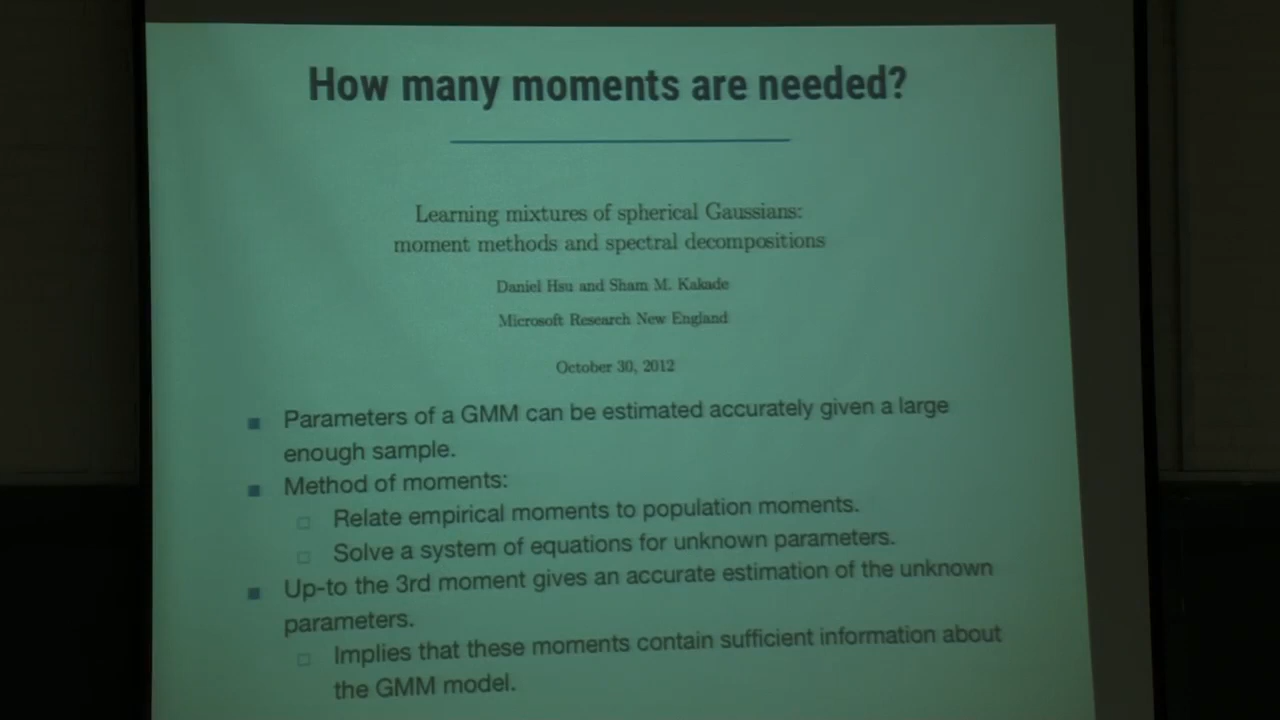 How many moments are needed?
Learning mixtures of spherical Gaussians:
moment methods and spectral decompositions
Daniel Hsu and Sham M. Kakade
Microsoft Research New England
October 30, 2012
Parameters of a GMM can be estimated accurately given a large
enough sample.
Method of moments:
Relate empirical moments to population moments.
Solve a system of equations for unknown parameters.
Up-to the 3rd moment gives an accurate estimation of the unknown
parameters.
Implies that these moments contain sufficient information about
the GMM model.